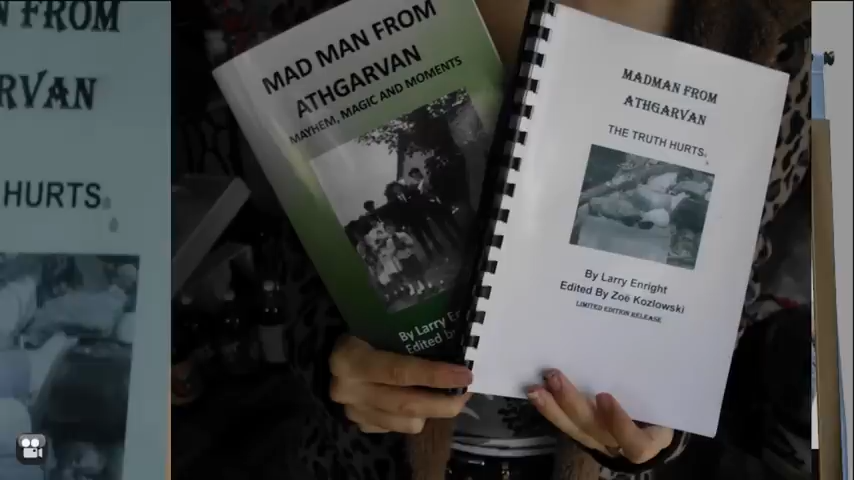 N FROM
RVAN
HURTS.
MAD MAN FROM
ATHGARVAN
MAYHEM, MAGIC AND MOMENTS
By Larry En
Edited b
MADMAN FROM
ATHGARVAN
THE TRUTH HURTS.
By Larry Enright
Edited By Zoë Kozlowski
LIMITED EDITION RELEASE